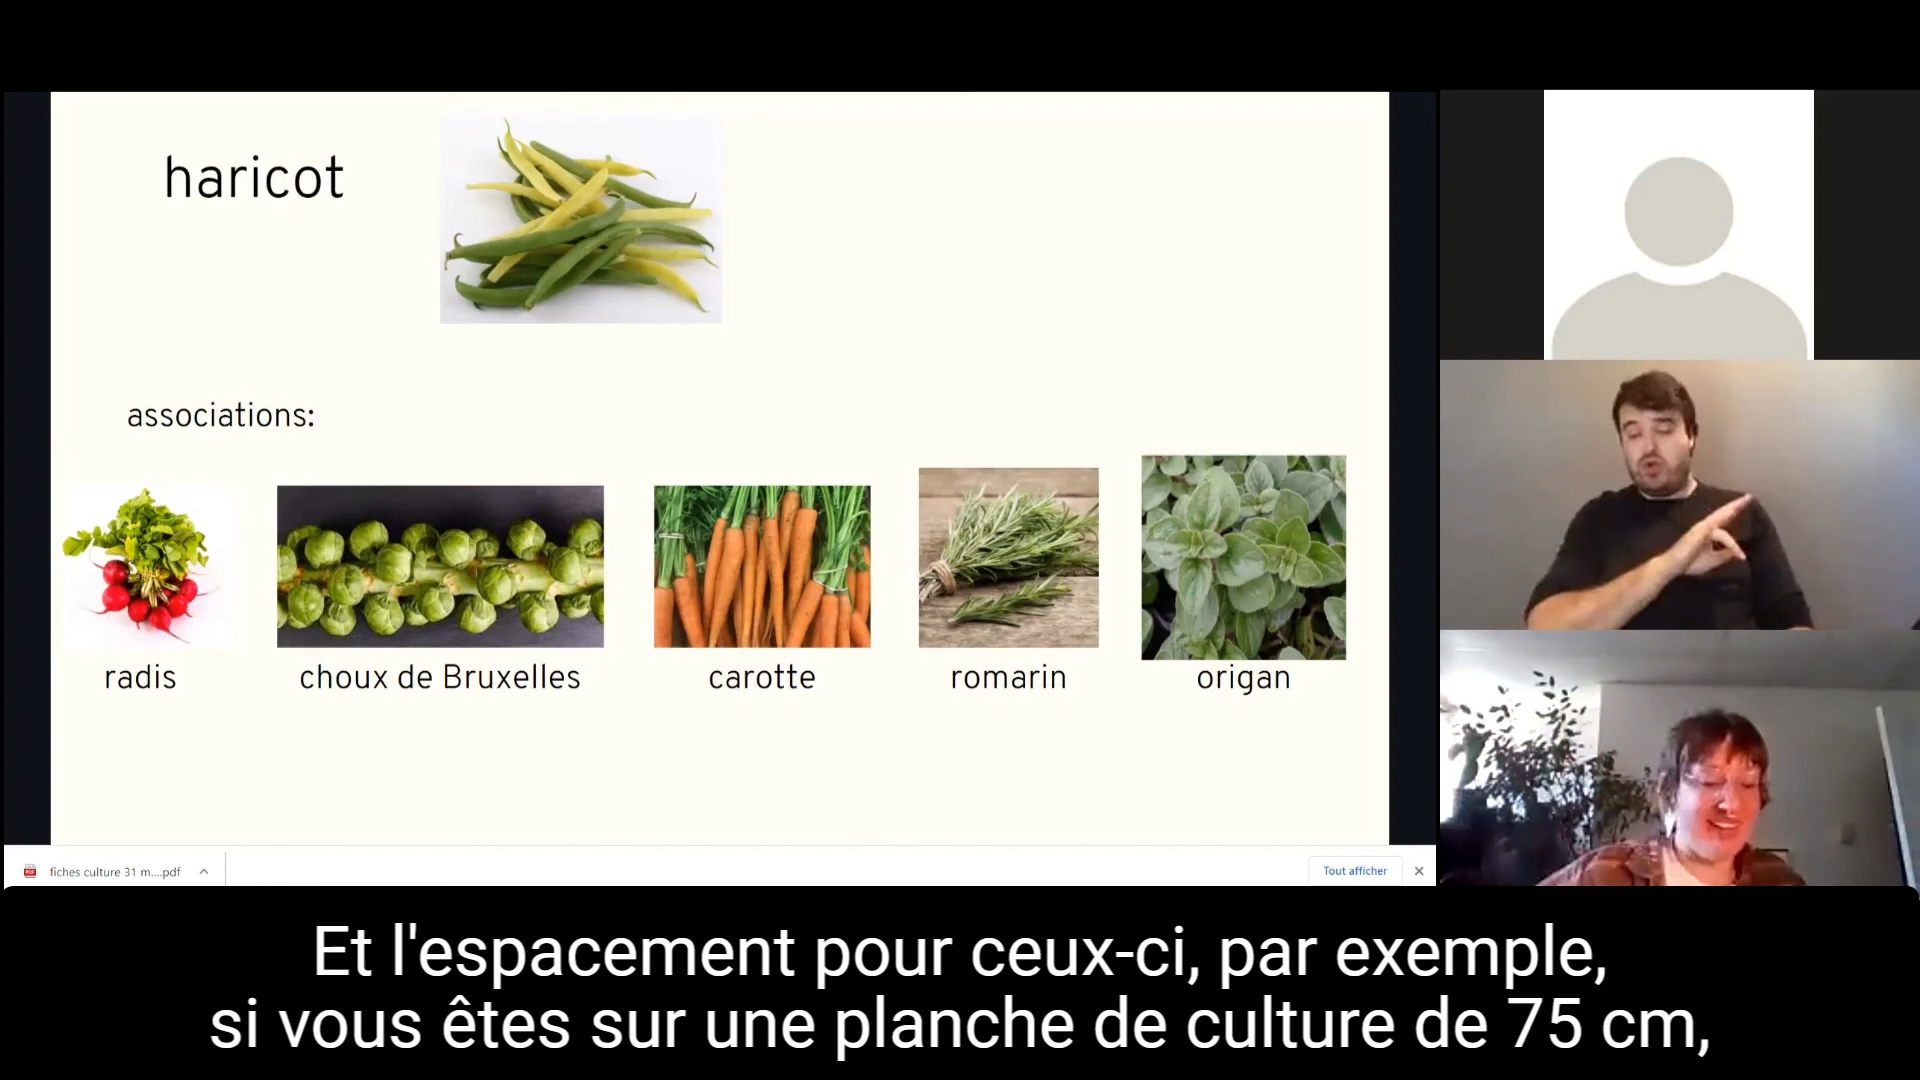 haricot
associations:
radis
choux de Bruxelles
carotte
romarin
origan
fiches culture 31 m....pdf
Tout afficher
Et l'espacement pour ceux-ci, par exemple,
si vous êtes sur une planche de culture de 75 cm,